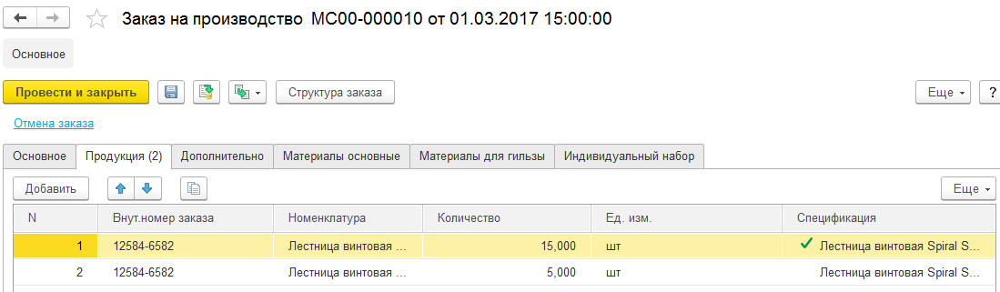 Заказ на производство МС00-000010 от 01.03.2017 15:00:00
Основное
Провести и закрыть Структура заказа Еще ?
Отмена заказа
Основное Продукция (2) Дополнительно Материалы основные Материалы для гильзы Индивидуальный набор
Добавить Еще
N Внут.номер заказа Номенклатура Количество Ед. изм. Спецификация
1 12584-6582 Лестница винтовая ... 15,000 шт Лестница винтовая Spiral S...
2 12584-6582 Лестница винтовая ... 5,000 шт Лестница винтовая Spiral S...